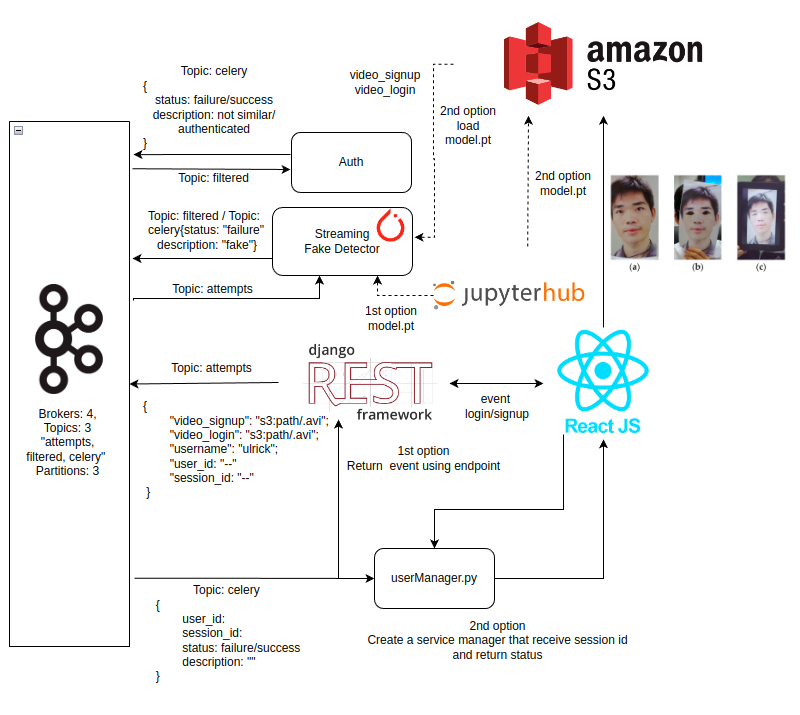 amazon
S3
Topic: celery
{
status: failure/success
description: not similar/
authenticated
}
video_signup
video_login
2nd option
load
model.pt
Auth
Topic: filtered
2nd option
model.pt
Topic: filtered / Topic:
celery{status: "failure"
description: "fake"}
Streaming
Fake Detector
(a)
(b)
(c)
Topic: attempts
jupyterhub
1st option
model.pt
django
REST
framework
Topic: attempts
event
login/signup
React JS
Brokers: 4,
Topics: 3
"attempts,
filtered, celery"
Partitions: 3
{
"video_signup": "s3:path/.avi";
"video_login": "s3:path/.avi";
"username": "ulrick";
"user_id: "--"
"session_id: "--"
}
1st option
Return event using endpoint
userManager.py
Topic: celery
{
user_id:
session_id:
status: failure/success
description: ""
}
2nd option
Create a service manager that receive session id
and return status